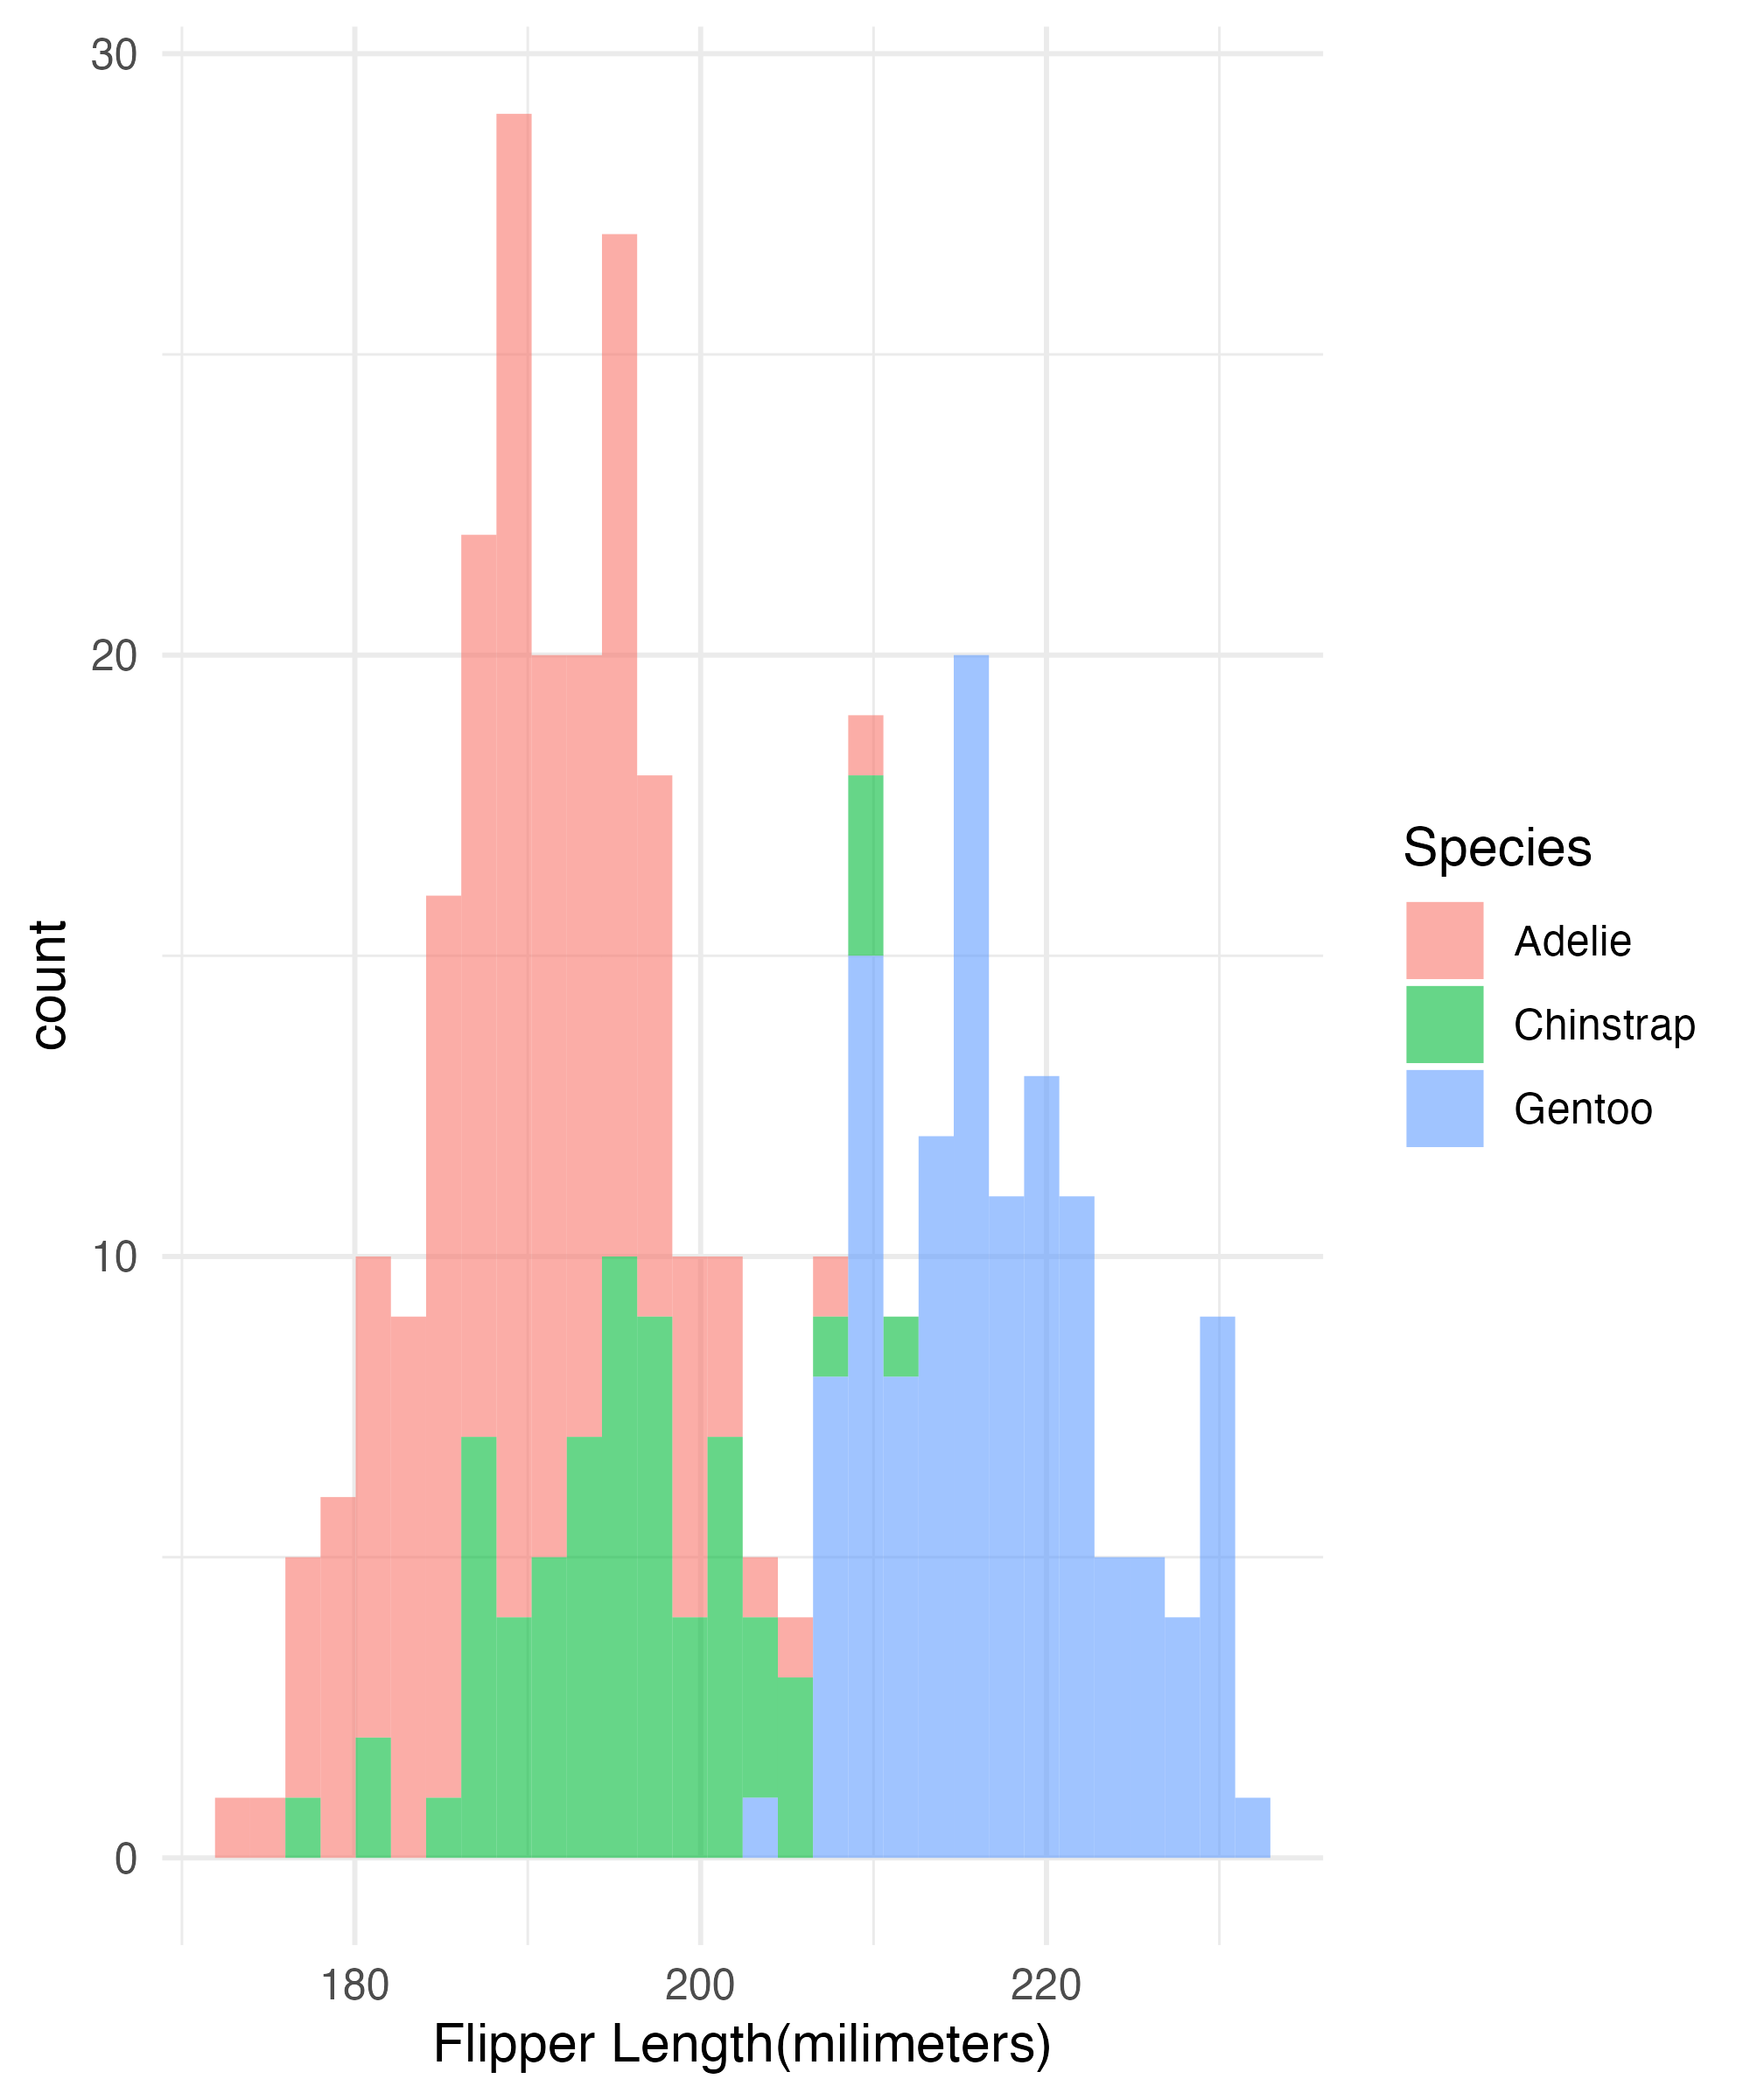 30
20
10
0
count
180
200
220
Flipper Length(milimeters)
Species
Adelie
Chinstrap
Gentoo